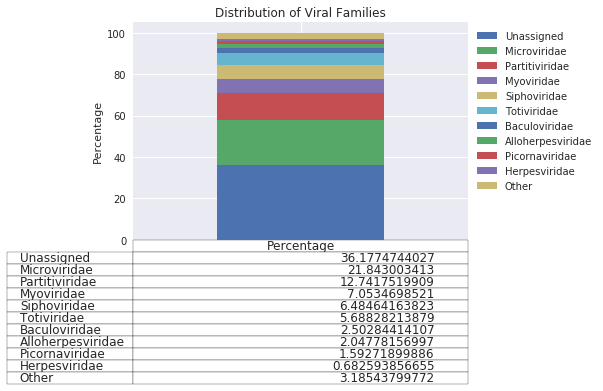 Distribution of Viral Families
100
80
60
40
20
0
Percentage
Unassigned
Microviridae
Partitiviridae
Myoviridae
Siphoviridae
Totiviridae
Baculoviridae
Alloherpesviridae
Picornaviridae
Herpesviridae
Other
Percentage
Unassigned 36.1774744027
Microviridae 21.843003413
Partitiviridae 12.7417519909
Myoviridae 7.0534698521
Siphoviridae 6.48464163823
Totiviridae 5.68828213879
Baculoviridae 2.50284414107
Alloherpesviridae 2.04778156997
Picornaviridae 1.59271899886
Herpesviridae 0.682593856655
Other 3.18543799772